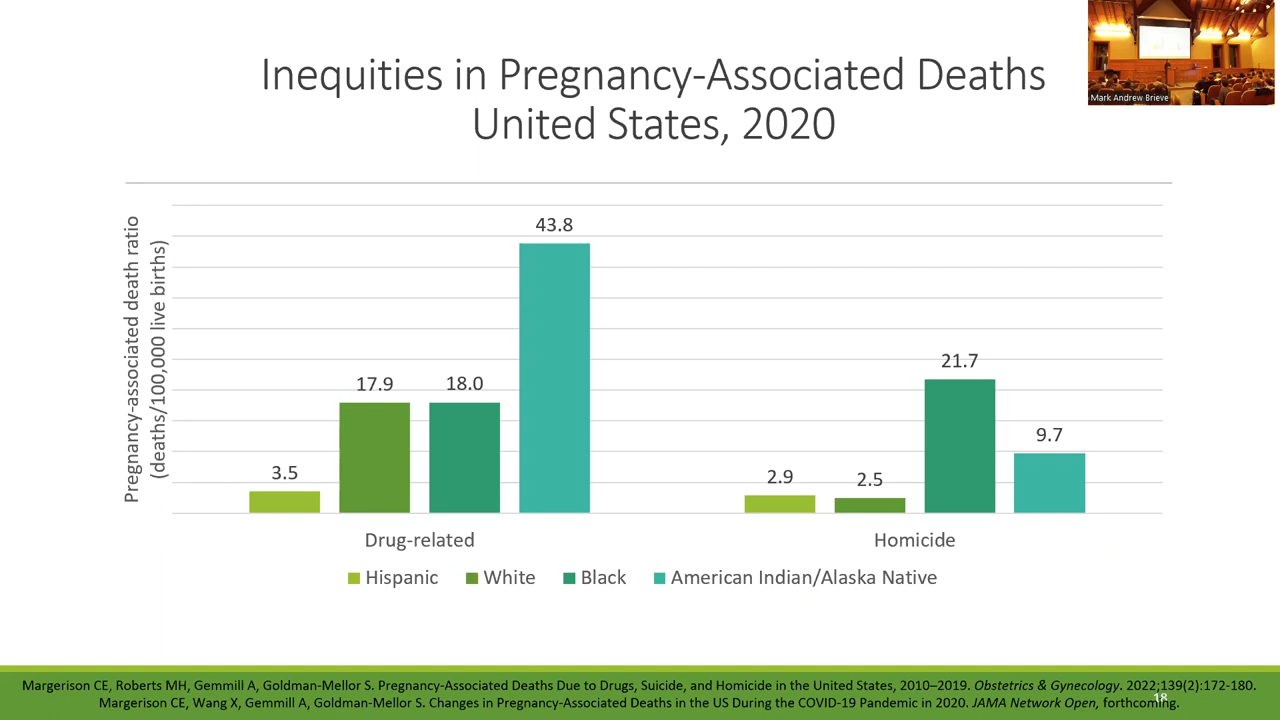 Inequities in Pregnancy-Associated Deaths
United States, 2020
Mark Andrew Brieve
Pregnancy-associated death ratio
(deaths/100,000 live births)
3.5
17.9
18.0
43.8
2.9
2.5
21.7
9.7
Drug-related
Homicide
Hispanic
White
Black
American Indian/Alaska Native
Margerison CE, Roberts MH, Gemmill A, Goldman-Mellor S. Pregnancy-Associated Deaths Due to Drugs, Suicide, and Homicide in the United States, 2010–2019. Obstetrics & Gynecology. 2022;139(2):172-180.
Margerison CE, Wang X, Gemmill A, Goldman-Mellor S. Changes in Pregnancy-Associated Deaths in the US During the COVID-19 Pandemic in 2020. JAMA Network Open, forthcoming.
18